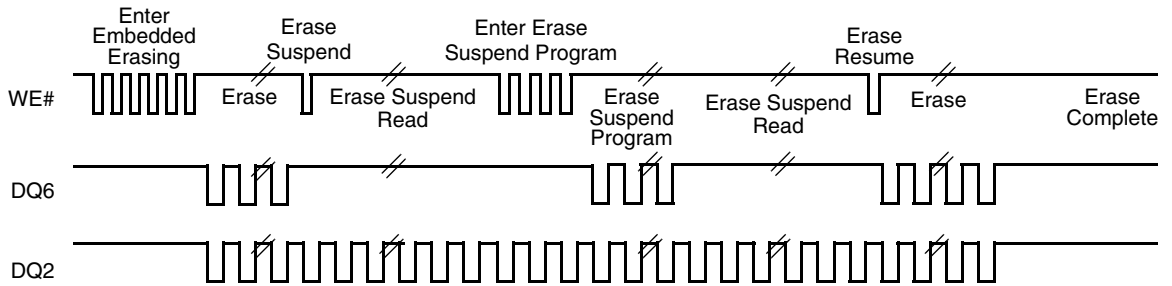 Enter
Embedded
Erasing
Erase
Suspend
Enter Erase
Suspend Program
Erase
Resume
WE#
Erase
Erase Suspend
Read
Erase
Suspend
Program
Erase Suspend
Read
Erase
Erase
Complete
DQ6
DQ2